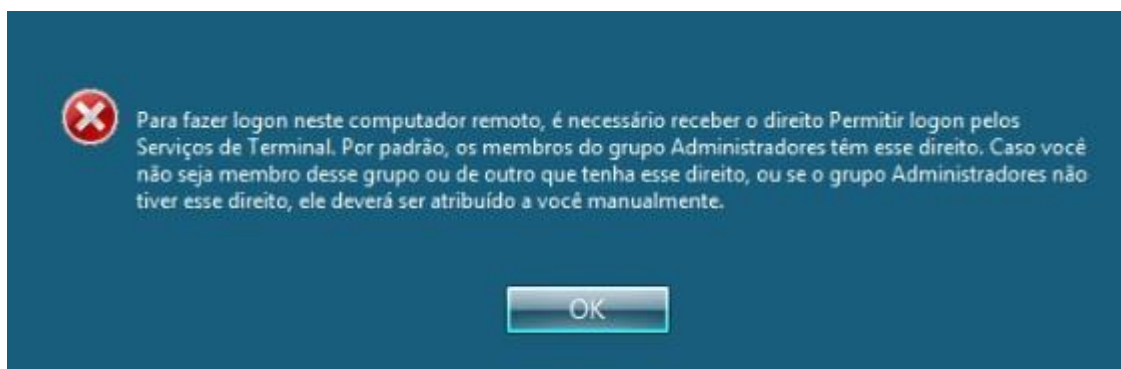 Para fazer logon neste computador remoto, é necessário receber o direito Permitir logon pelos
Serviços de Terminal. Por padrão, os membros do grupo Administradores têm esse direito. Caso você
não seja membro desse grupo ou de outro que tenha esse direito, ou se o grupo Administradores não
tiver esse direito, ele deverá ser atribuído a você manualmente.
OK